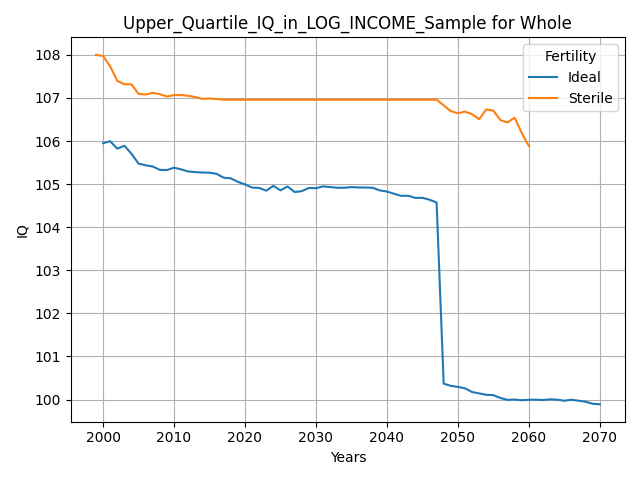 Upper_Quartile_IQ_in_LOG_INCOME_Sample for Whole
Fertility
Ideal
Sterile
IQ
108
107
106
105
104
103
102
101
100
2000 2010 2020 2030 2040 2050 2060 2070
Years